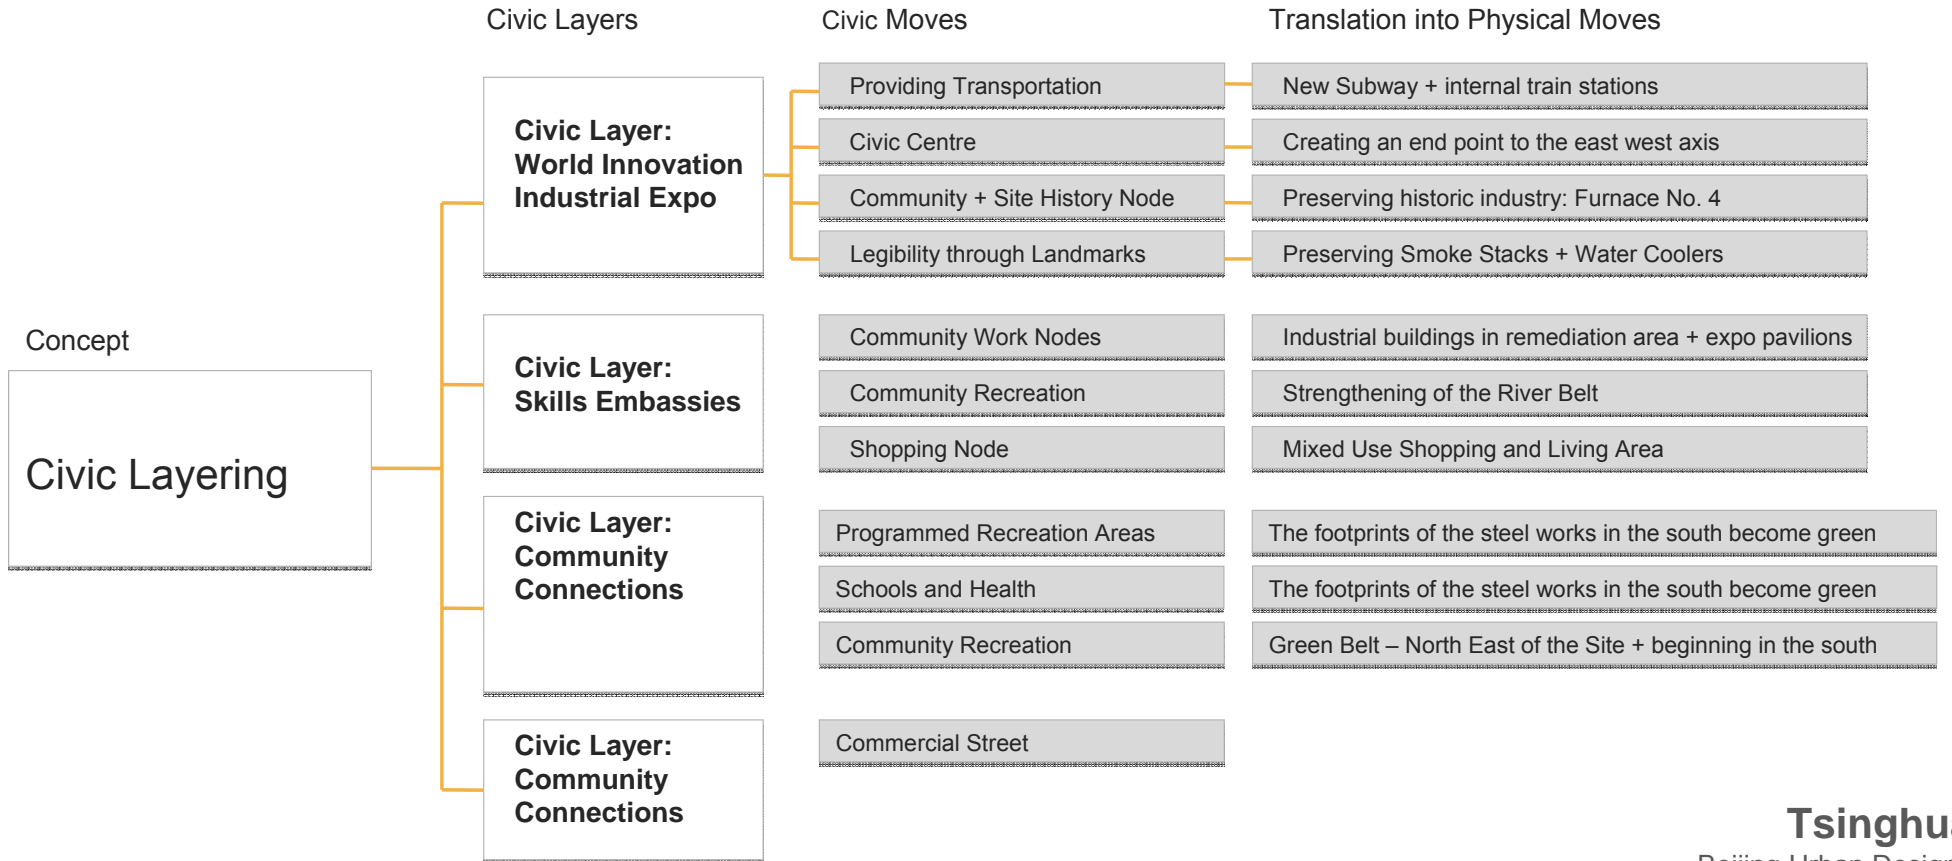 Civic Layers
Civic Moves
Translation into Physical Moves
Concept
Civic Layering
Civic Layer:
World Innovation
Industrial Expo
Providing Transportation
New Subway + internal train stations
Civic Centre
Creating an end point to the east west axis
Community + Site History Node
Preserving historic industry: Furnace No. 4
Legibility through Landmarks
Preserving Smoke Stacks + Water Coolers
Civic Layer:
Skills Embassies
Community Work Nodes
Industrial buildings in remediation area + expo pavilions
Community Recreation
Strengthening of the River Belt
Shopping Node
Mixed Use Shopping and Living Area
Civic Layer:
Community
Connections
Programmed Recreation Areas
The footprints of the steel works in the south become green
Schools and Health
The footprints of the steel works in the south become green
Community Recreation
Green Belt – North East of the Site + beginning in the south
Civic Layer:
Community
Connections
Commercial Street
Tsinghua
Beijing Urban Design